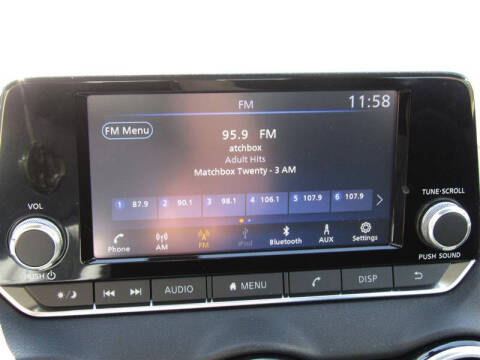 FM
11:58
FM Menu
95.9 FM
atchbox
Adult Hits
Matchbox Twenty - 3 AM
1 87.9 2 90.1 3 98.1 4 106.1 5 107.9 6 107.9
Phone AM FM iPod Bluetooth AUX Settings
VOL
PUSH
TUNE·SCROLL
PUSH SOUND
AUDIO MENU DISP